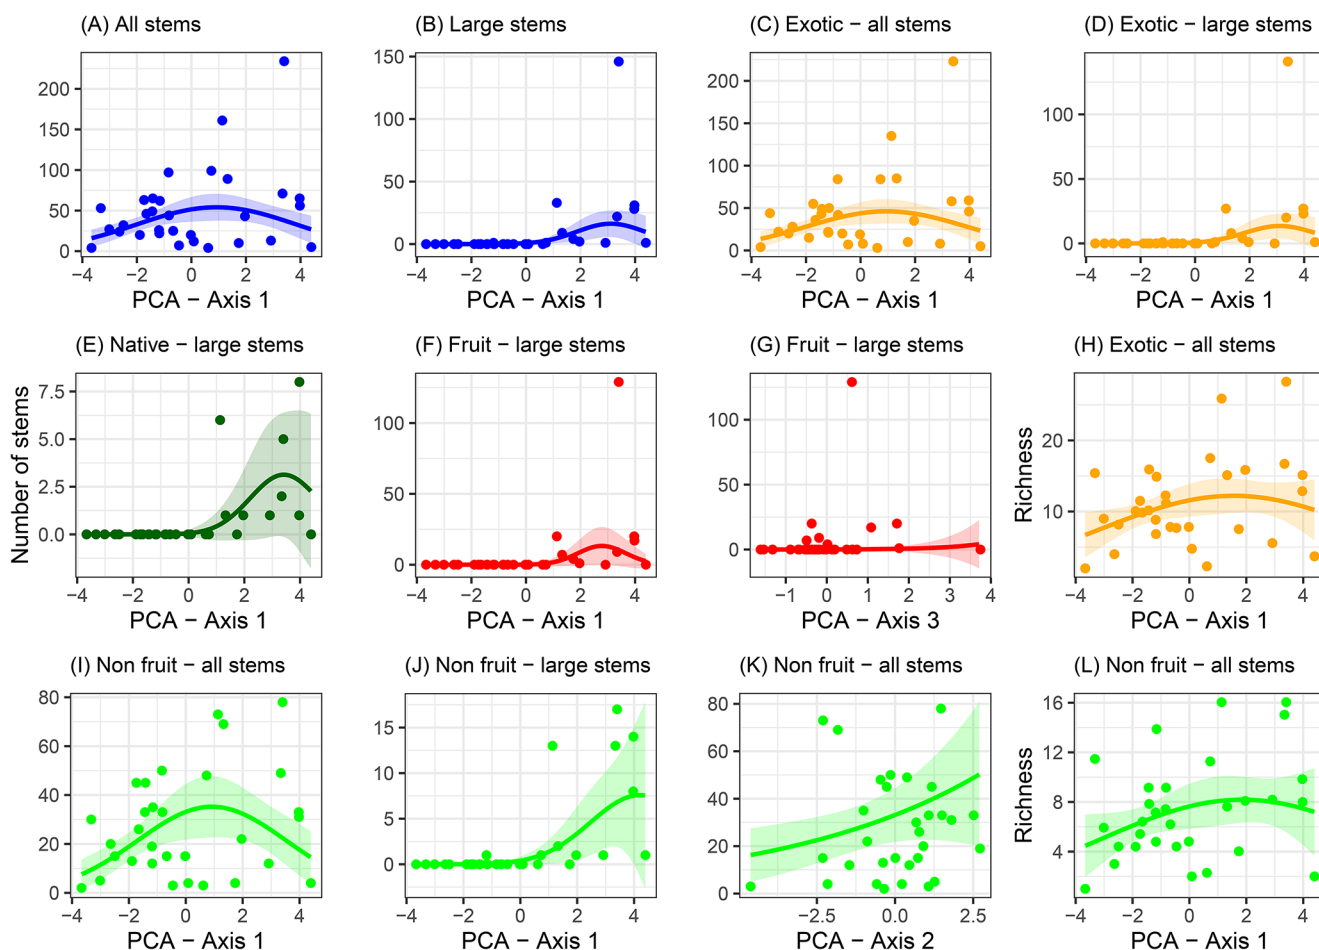 (A) All stems
(B) Large stems
(C) Exotic − all stems
(D) Exotic − large stems
200
150
100
50
0
−4 −2 0 2 4
PCA − Axis 1
150
100
50
0
−4 −2 0 2 4
PCA − Axis 1
200
150
100
50
0
−4 −2 0 2 4
PCA − Axis 1
100
50
0
−4 −2 0 2 4
PCA − Axis 1
(E) Native − large stems
(F) Fruit − large stems
(G) Fruit − large stems
(H) Exotic − all stems
Number of stems
7.5
5.0
2.5
0.0
−4 −2 0 2 4
PCA − Axis 1
100
50
0
−4 −2 0 2 4
PCA − Axis 1
100
50
0
−1 0 1 2 3 4
PCA − Axis 3
Richness
20
10
−4 −2 0 2 4
PCA − Axis 1
(I) Non fruit − all stems
(J) Non fruit − large stems
(K) Non fruit − all stems
(L) Non fruit − all stems
80
60
40
20
0
−4 −2 0 2 4
PCA − Axis 1
15
10
5
0
−4 −2 0 2 4
PCA − Axis 1
80
60
40
20
0
−2.5 0.0 2.5
PCA − Axis 2
Richness
16
12
8
4
−4 −2 0 2 4
PCA − Axis 1